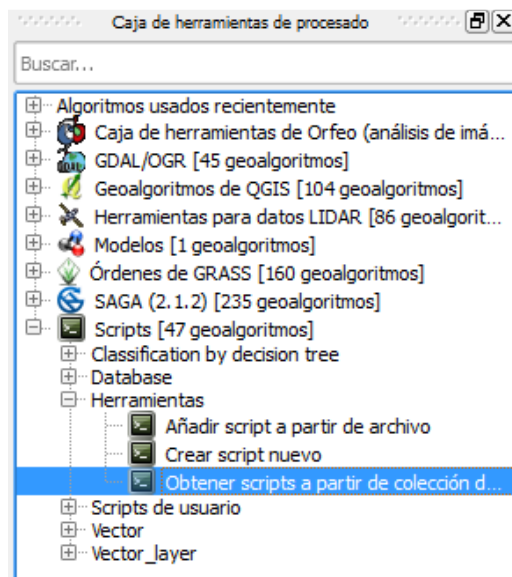 Caja de herramientas de procesado
Buscar...
Algoritmos usados recientemente
Caja de herramientas de Orfeo (análisis de imá...
GDAL/OGR [45 geoalgoritmos]
Geoalgoritmos de QGIS [104 geoalgoritmos]
Herramientas para datos LIDAR [86 geoalgorit...
Modelos [1 geoalgoritmos]
Órdenes de GRASS [160 geoalgoritmos]
SAGA (2.1.2) [235 geoalgoritmos]
Scripts [47 geoalgoritmos]
Classification by decision tree
Database
Herramientas
Añadir script a partir de archivo
Crear script nuevo
Obtener scripts a partir de colección d...
Scripts de usuario
Vector
Vector_layer